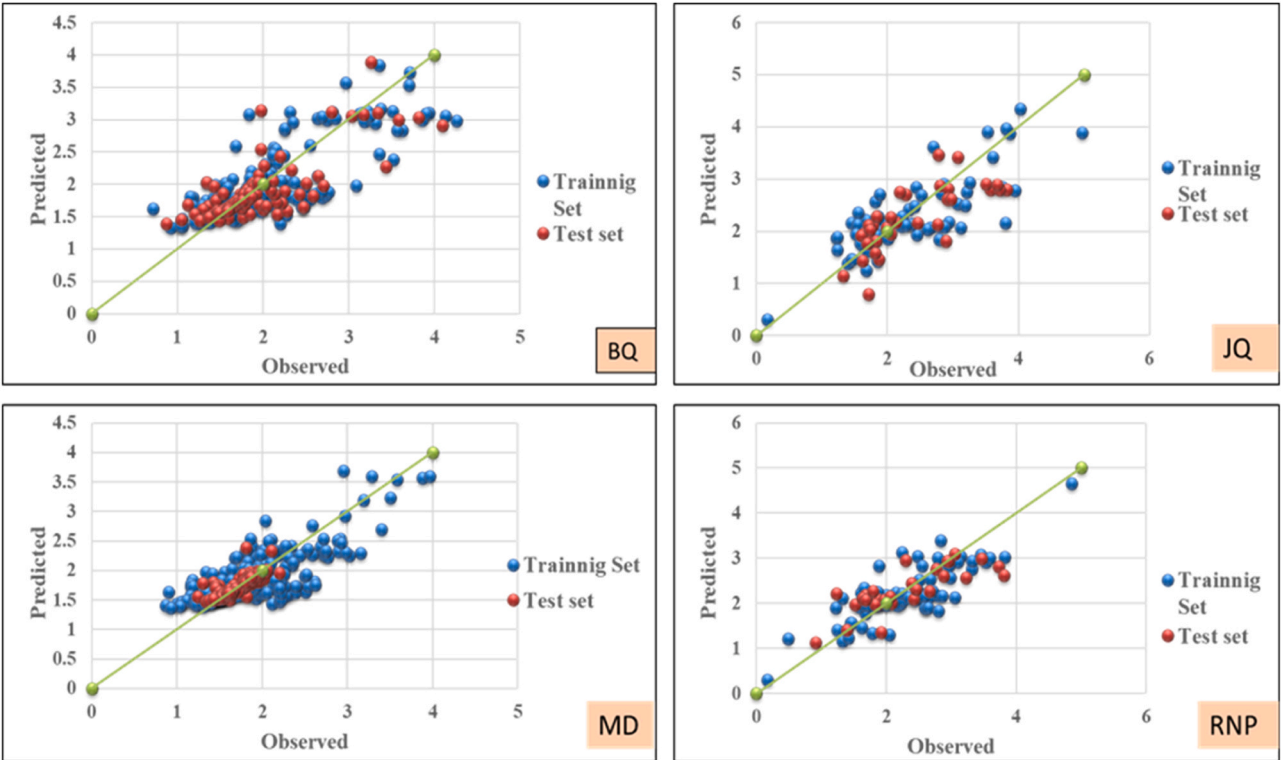 4.5
4
3.5
3
2.5
2
1.5
1
0.5
0
0 1 2 3 4 5
Predicted
Observed
Trainnig
Set
Test set
BQ
6
5
4
3
2
1
0
0 2 4 6
Predicted
Observed
Trainnig
Set
Test set
JQ
4.5
4
3.5
3
2.5
2
1.5
1
0.5
0
0 1 2 3 4 5
Predicted
Observed
Trainnig Set
Test set
MD
6
5
4
3
2
1
0
0 2 4 6
Predicted
Observed
Trainnig
Set
Test set
RNP